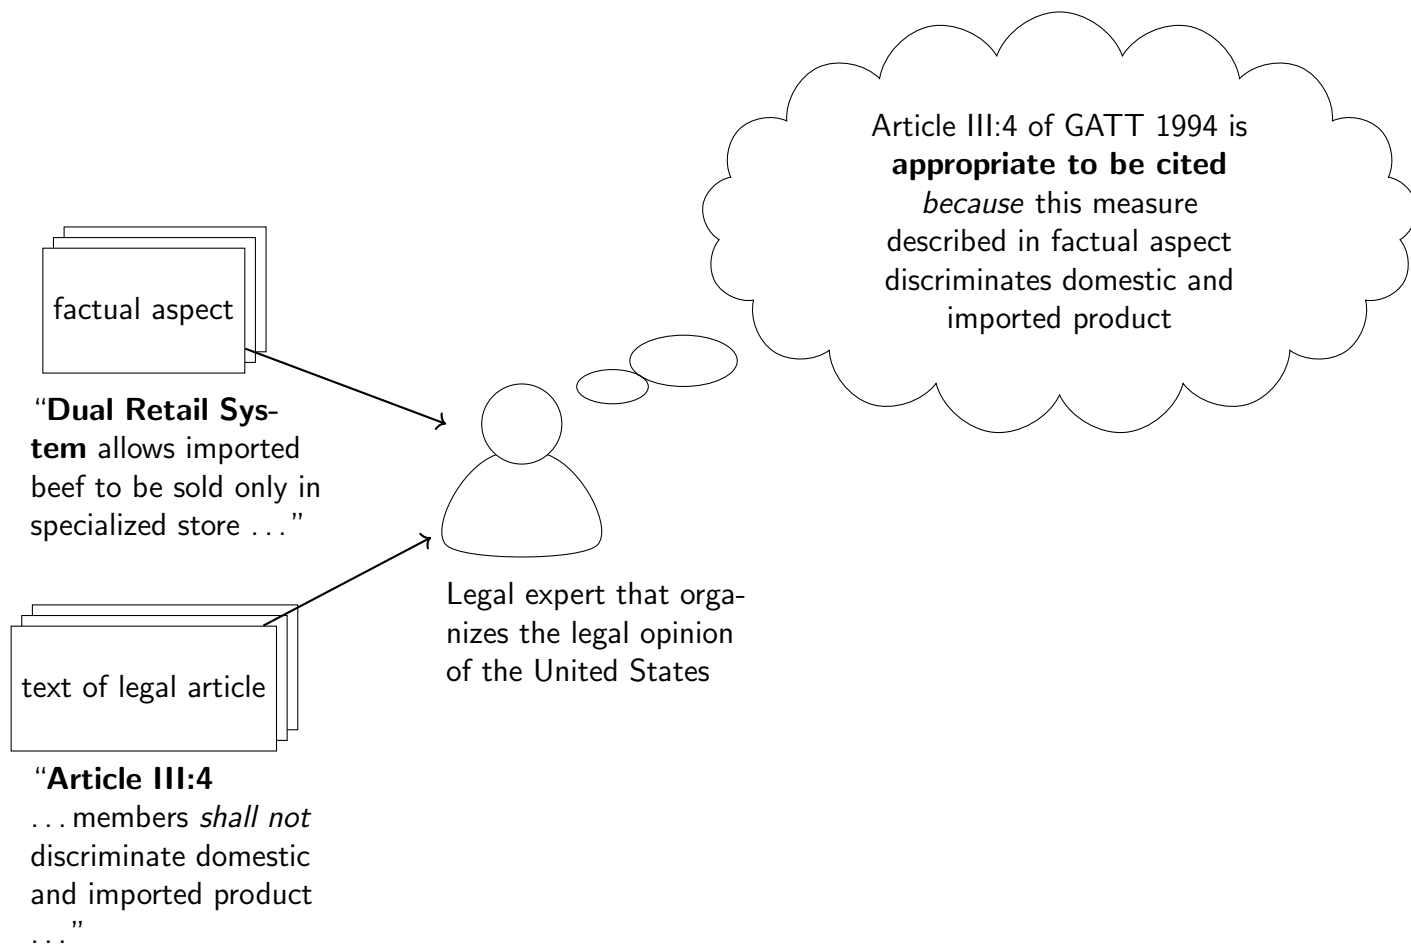 Article III:4 of GATT 1994 is
appropriate to be cited
because this measure
described in factual aspect
discriminates domestic and
imported product
factual aspect
“Dual Retail Sys-
tem allows imported
beef to be sold only in
specialized store . . .”
Legal expert that orga-
nizes the legal opinion
of the United States
text of legal article
“Article III:4
. . . members shall not
discriminate domestic
and imported product
. . .”